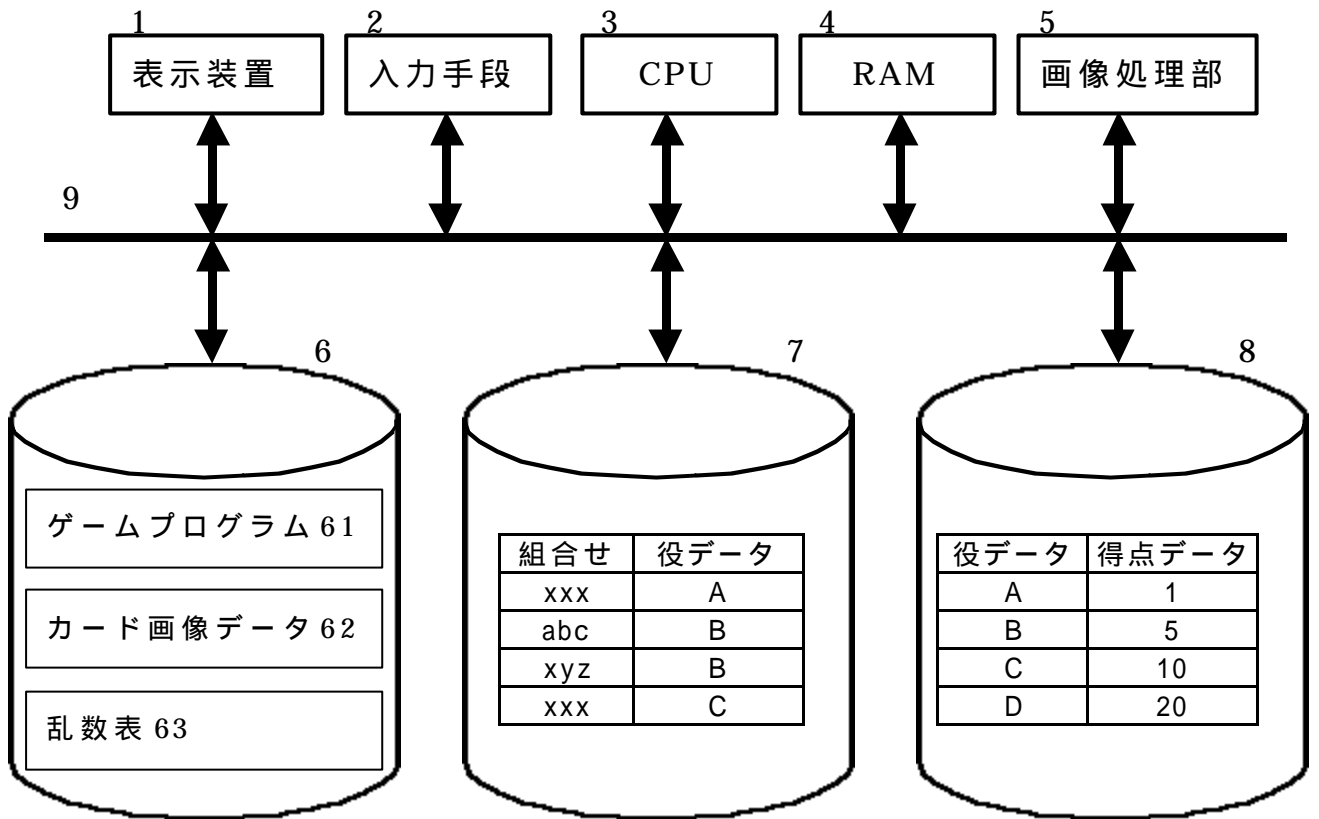 1 2 3 4 5
表示装置 入力手段 CPU RAM 画像処理部
9
6 7 8
ゲームプログラム61
カード画像データ62
乱数表63
組合せ 役データ
xxx A
abc B
xyz B
xxx C
役データ 得点データ
A 1
B 5
C 10
D 20